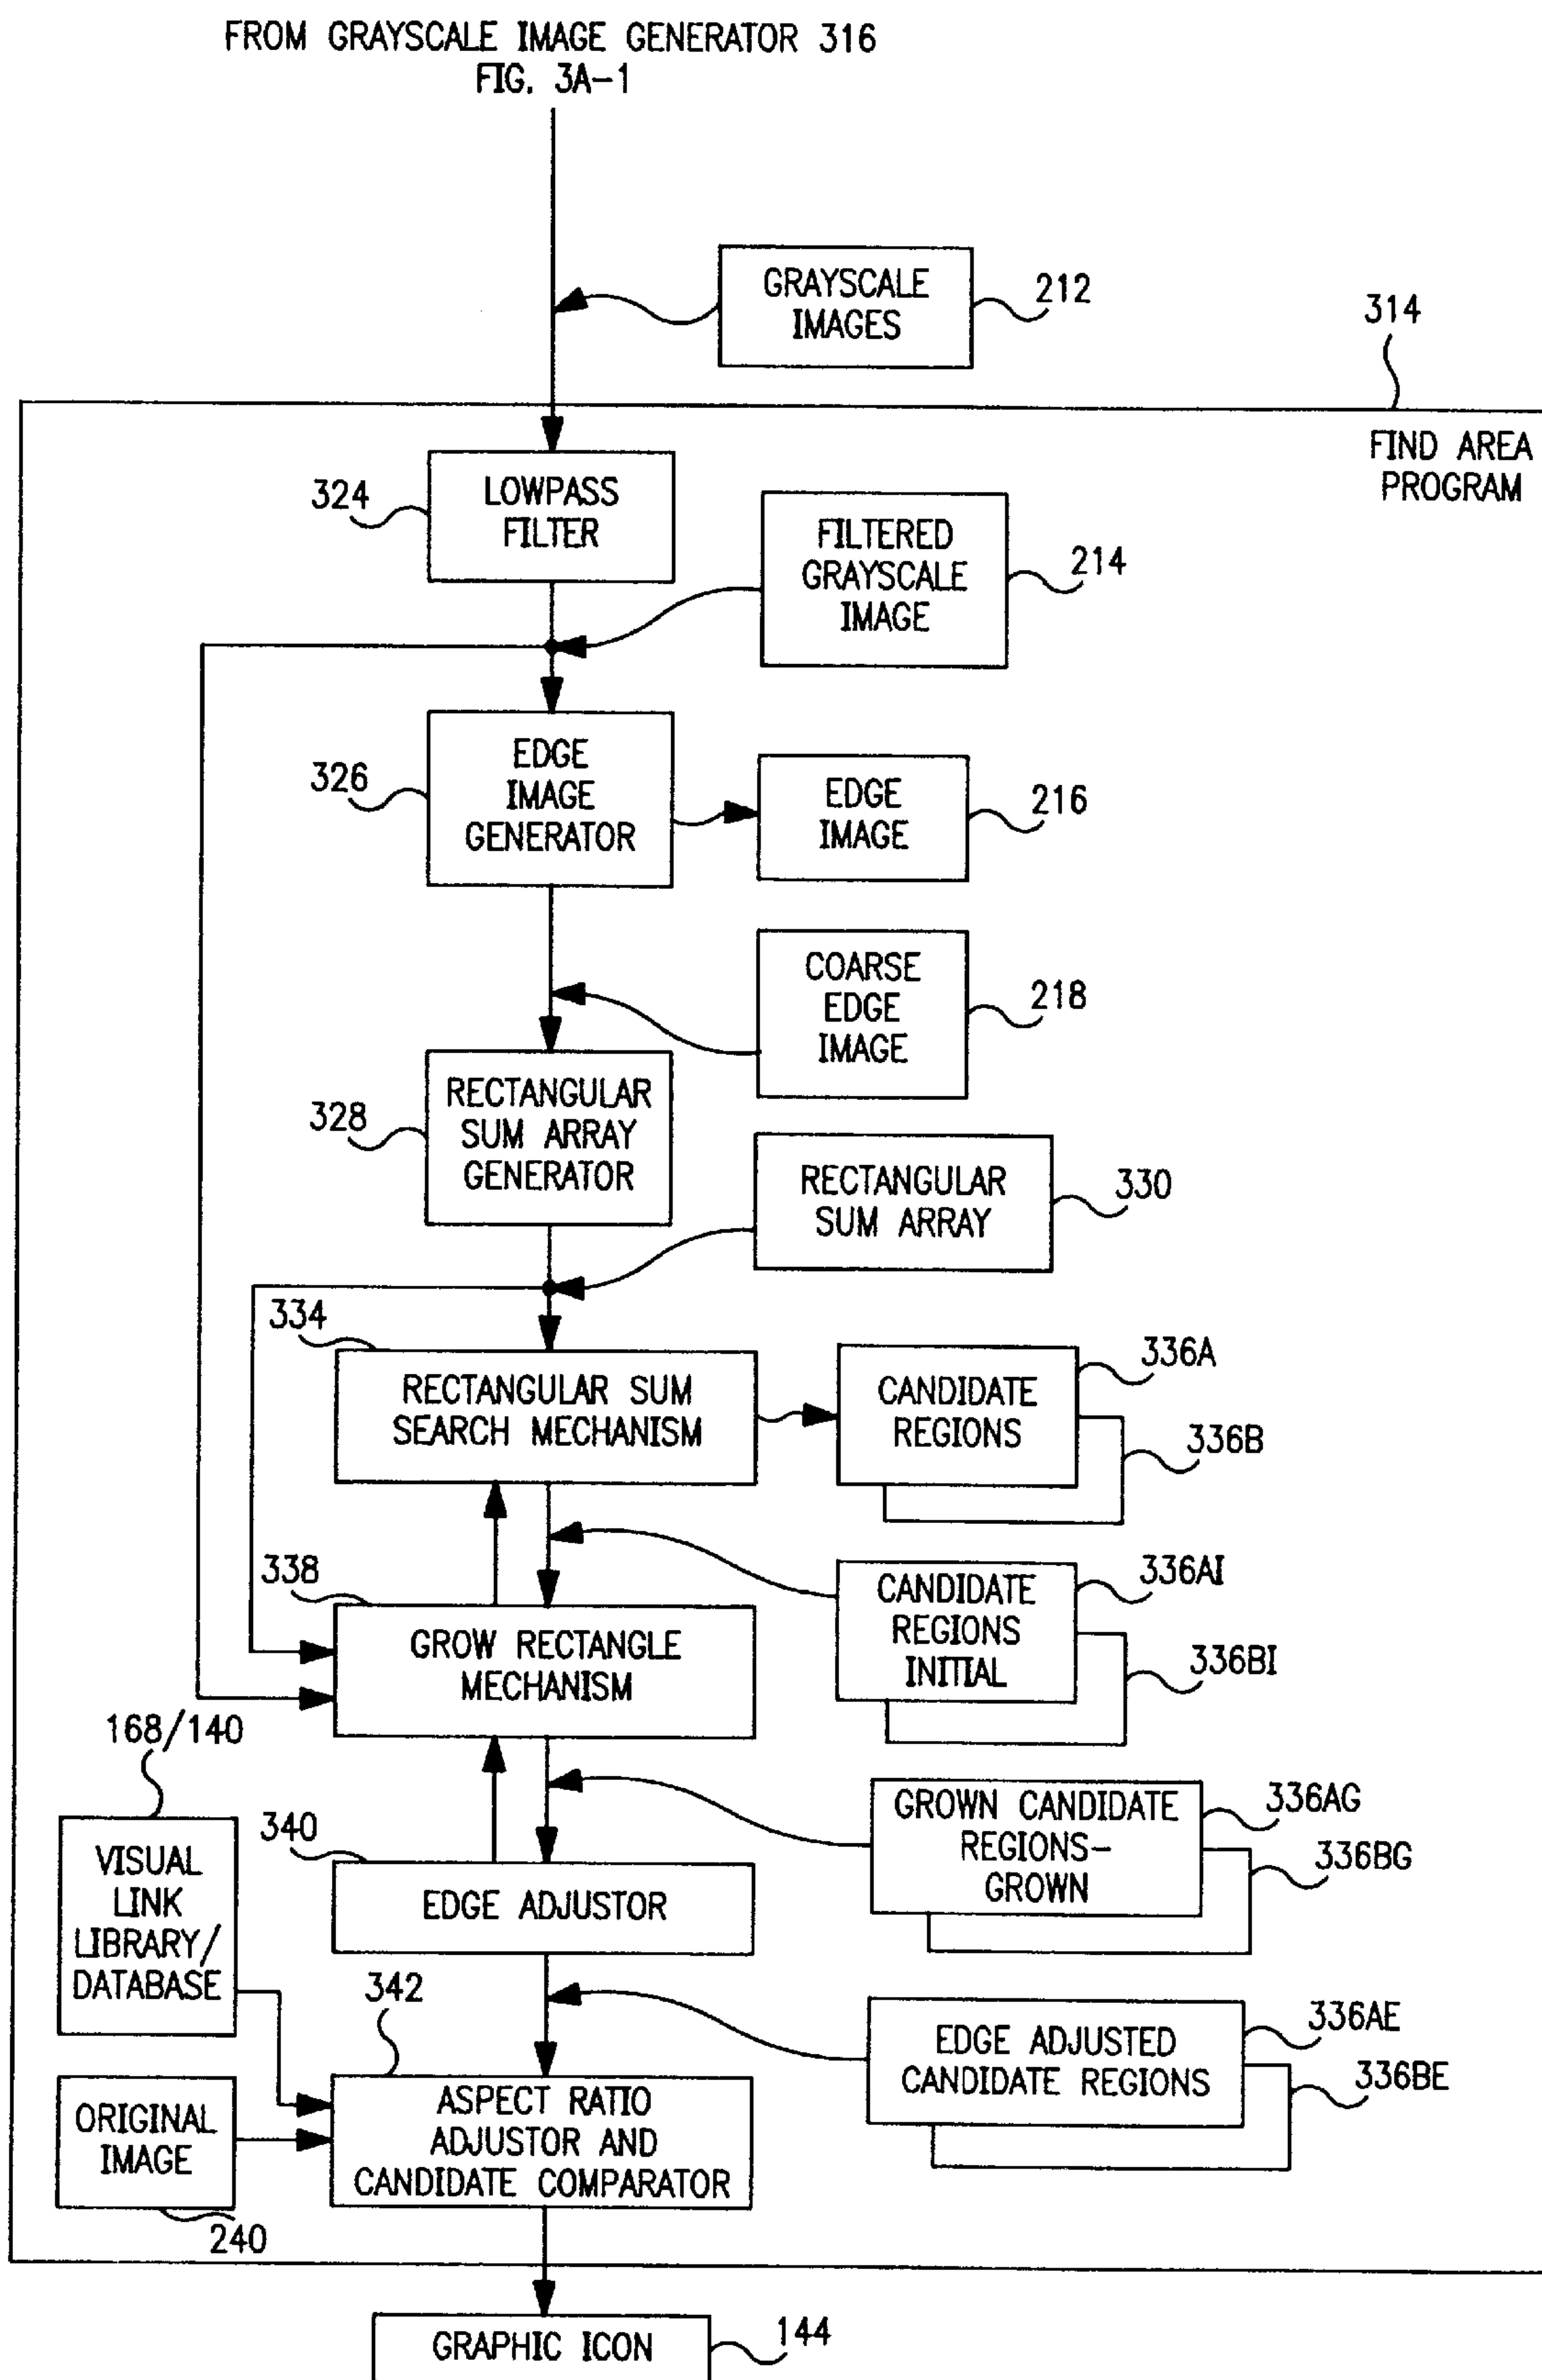 FROM GRAYSCALE IMAGE GENERATOR 316
FIG. 3A-1
GRAYSCALE
IMAGES
212
314
FIND AREA
PROGRAM
324
LOWPASS
FILTER
FILTERED
GRAYSCALE
IMAGE
214
326
EDGE
IMAGE
GENERATOR
EDGE
IMAGE
216
COARSE
EDGE
IMAGE
218
328
RECTANGULAR
SUM ARRAY
GENERATOR
RECTANGULAR
SUM ARRAY
330
334
RECTANGULAR SUM
SEARCH MECHANISM
CANDIDATE
REGIONS
336A
336B
338
GROW RECTANGLE
MECHANISM
CANDIDATE
REGIONS
INITIAL
336AI
336BI
168/140
VISUAL
LINK
LIBRARY/
DATABASE
340
EDGE ADJUSTOR
GROWN CANDIDATE
REGIONS-
GROWN
336AG
336BG
342
EDGE ADJUSTED
CANDIDATE REGIONS
336AE
336BE
ORIGINAL
IMAGE
240
ASPECT RATIO
ADJUSTOR AND
CANDIDATE COMPARATOR
GRAPHIC ICON
144